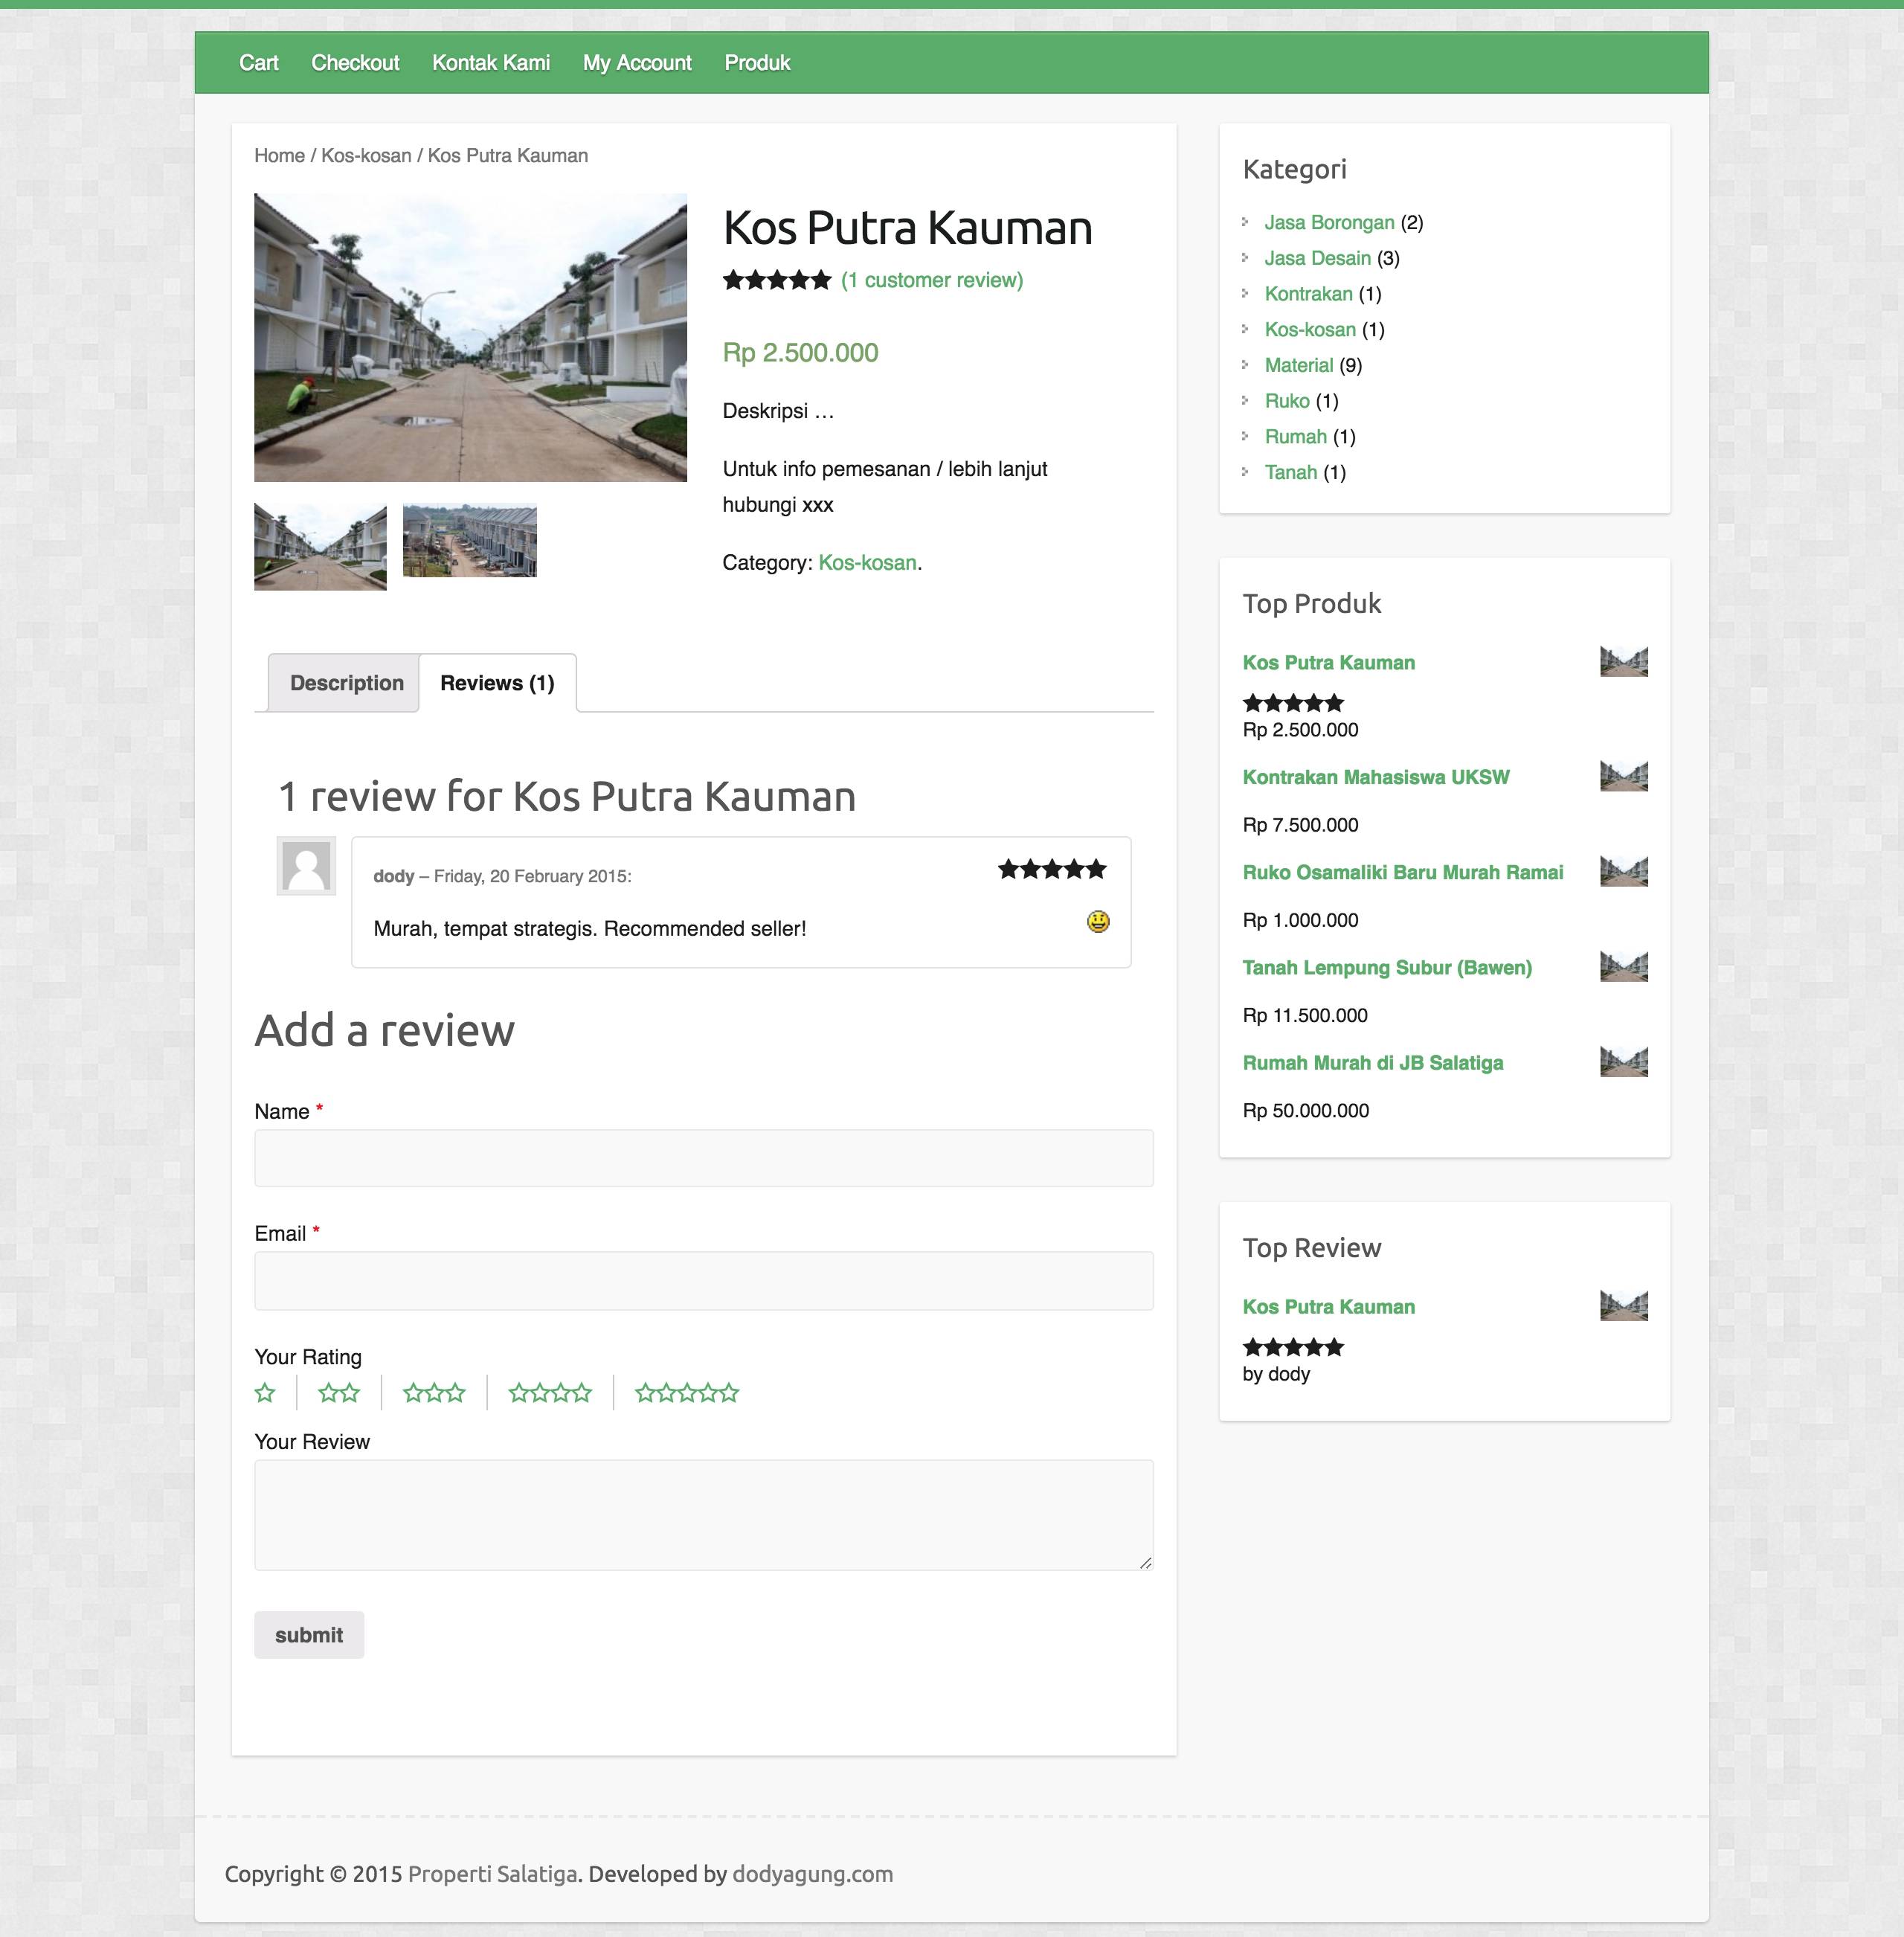 Cart Checkout Kontak Kami My Account Produk
Home / Kos-kosan / Kos Putra Kauman
Kos Putra Kauman
(1 customer review)
Rp 2.500.000
Deskripsi …
Untuk info pemesanan / lebih lanjut
hubungi xxx
Category: Kos-kosan.
Description
Reviews (1)
1 review for Kos Putra Kauman
dody – Friday, 20 February 2015:
Murah, tempat strategis. Recommended seller!
Add a review
Name *
Email *
Your Rating
Your Review
submit
Kategori
Jasa Borongan (2)
Jasa Desain (3)
Kontrakan (1)
Kos-kosan (1)
Material (9)
Ruko (1)
Rumah (1)
Tanah (1)
Top Produk
Kos Putra Kauman
Rp 2.500.000
Kontrakan Mahasiswa UKSW
Rp 7.500.000
Ruko Osamaliki Baru Murah Ramai
Rp 1.000.000
Tanah Lempung Subur (Bawen)
Rp 11.500.000
Rumah Murah di JB Salatiga
Rp 50.000.000
Top Review
Kos Putra Kauman
by dody
Copyright © 2015 Properti Salatiga. Developed by dodyagung.com